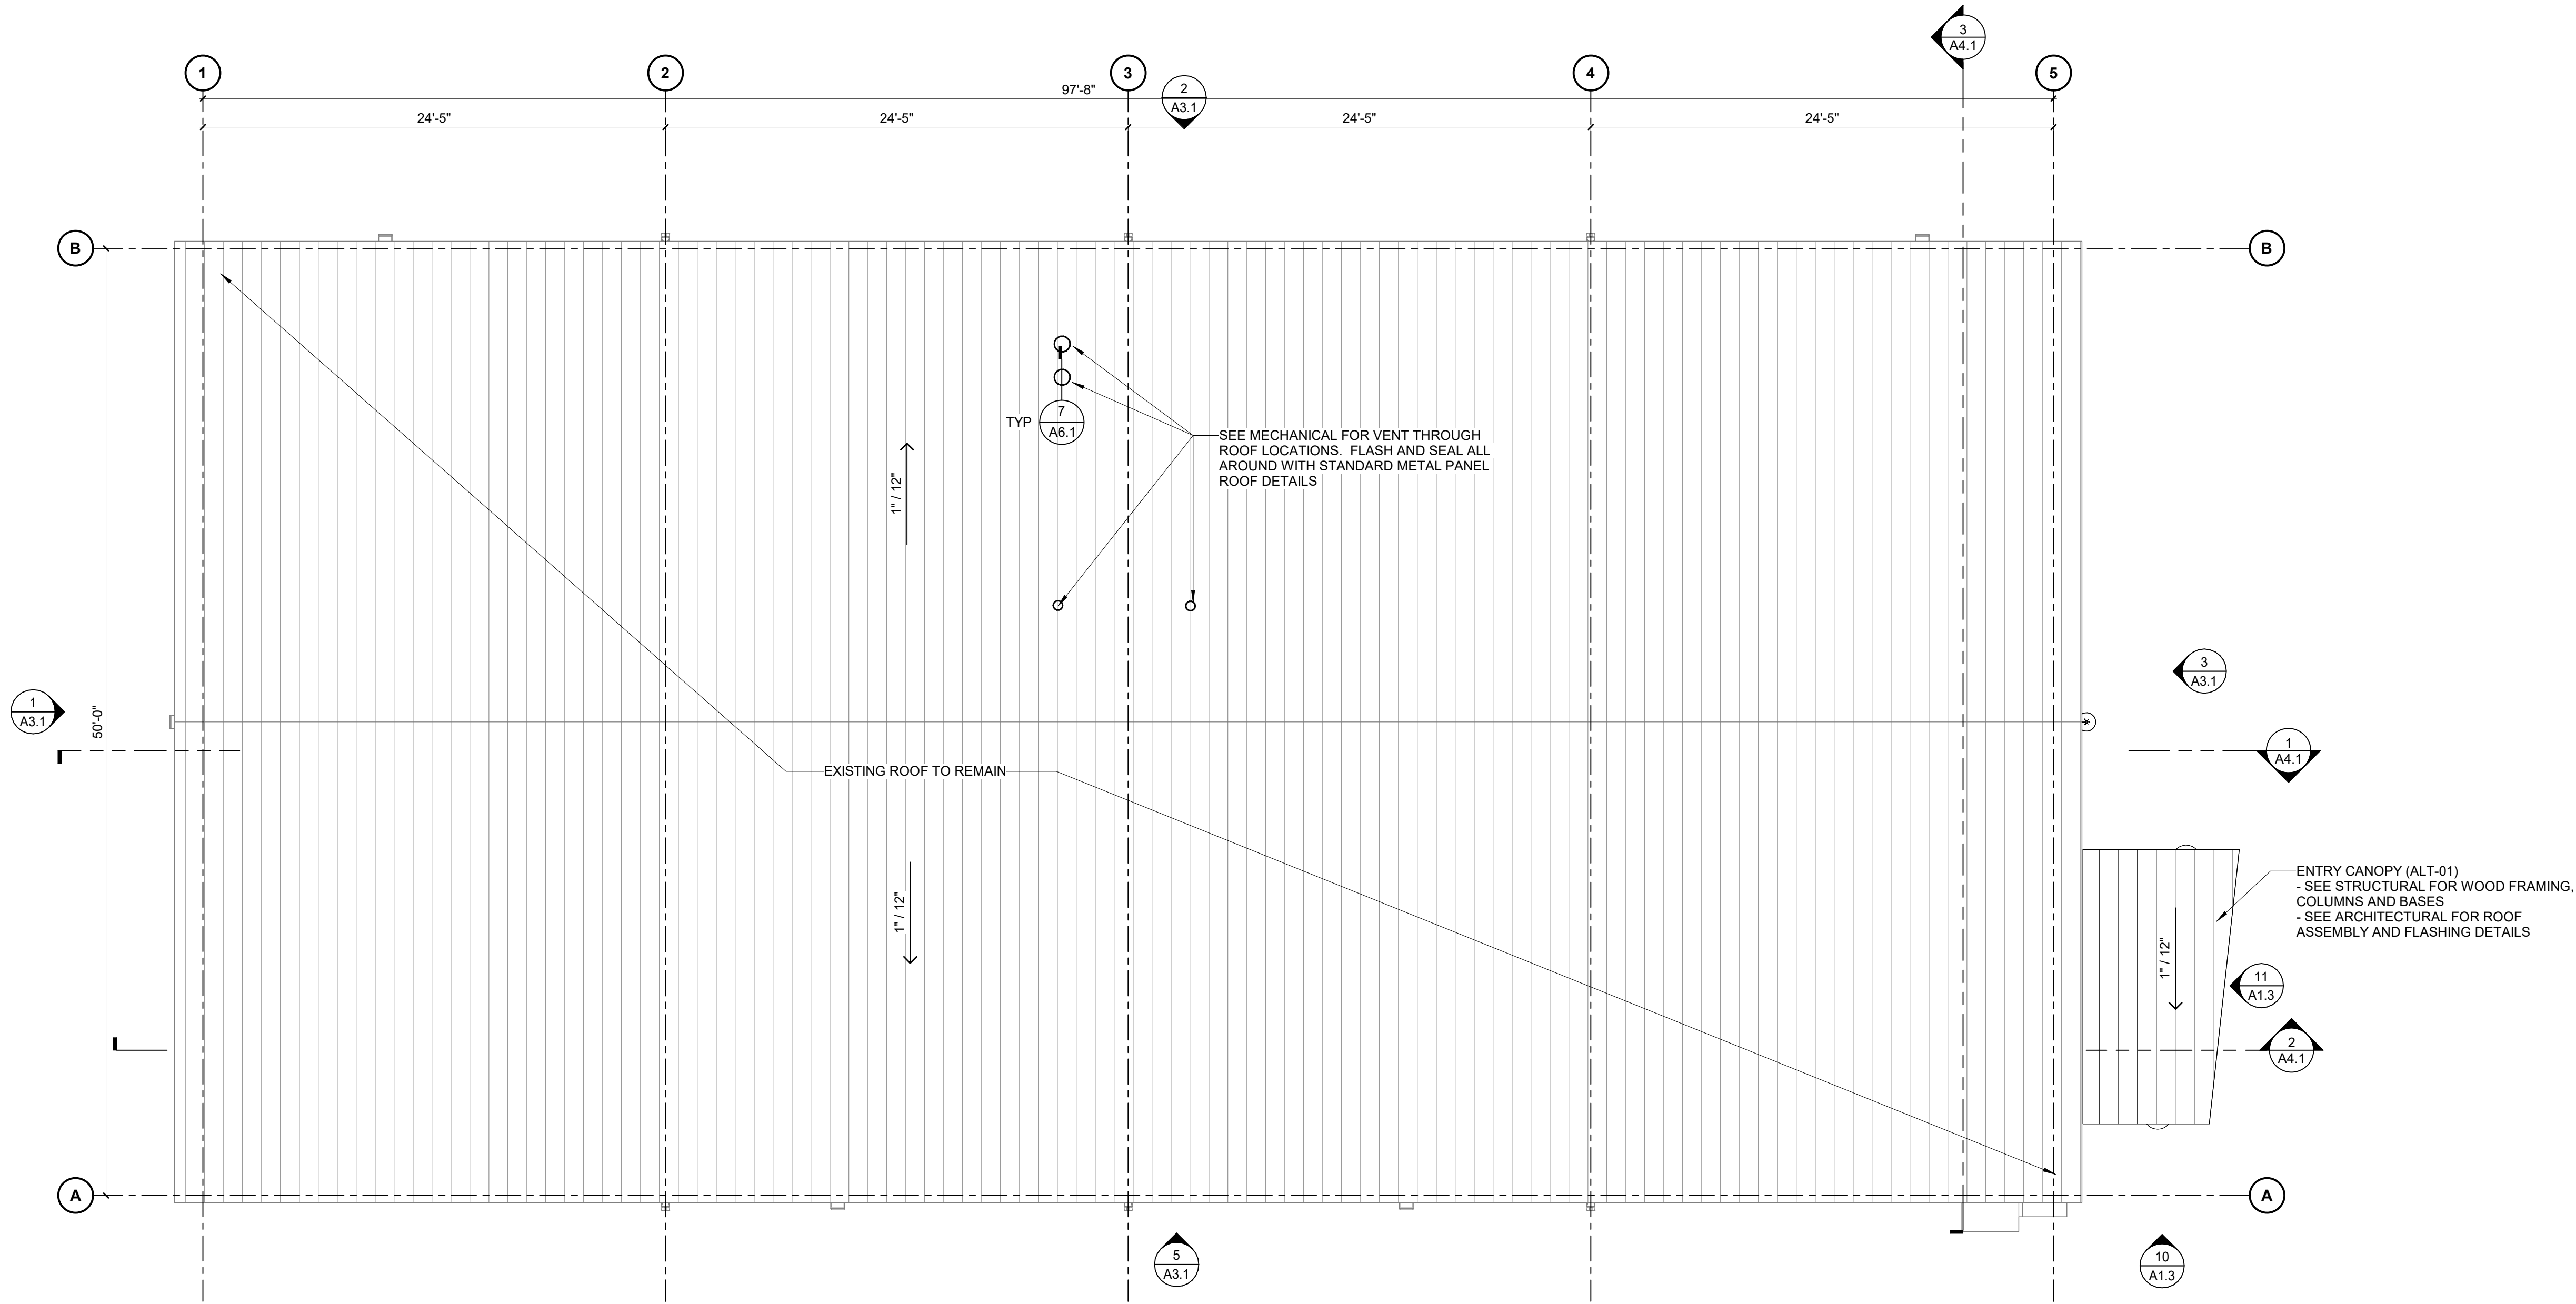 3
A4.1
1
2
3
4
5
97'-8"
2
A3.1
24'-5"
24'-5"
24'-5"
24'-5"
B
B
TYP
7
A6.1
SEE MECHANICAL FOR VENT THROUGH
ROOF LOCATIONS.  FLASH AND SEAL ALL
AROUND WITH STANDARD METAL PANEL
ROOF DETAILS
1" / 12"
3
A3.1
1
A3.1
50'-0"
1
A4.1
EXISTING ROOF TO REMAIN
1" / 12"
ENTRY CANOPY (ALT-01)
- SEE STRUCTURAL FOR WOOD FRAMING,
COLUMNS AND BASES
- SEE ARCHITECTURAL FOR ROOF
ASSEMBLY AND FLASHING DETAILS
1" / 12"
11
A1.3
2
A4.1
A
A
5
A3.1
10
A1.3